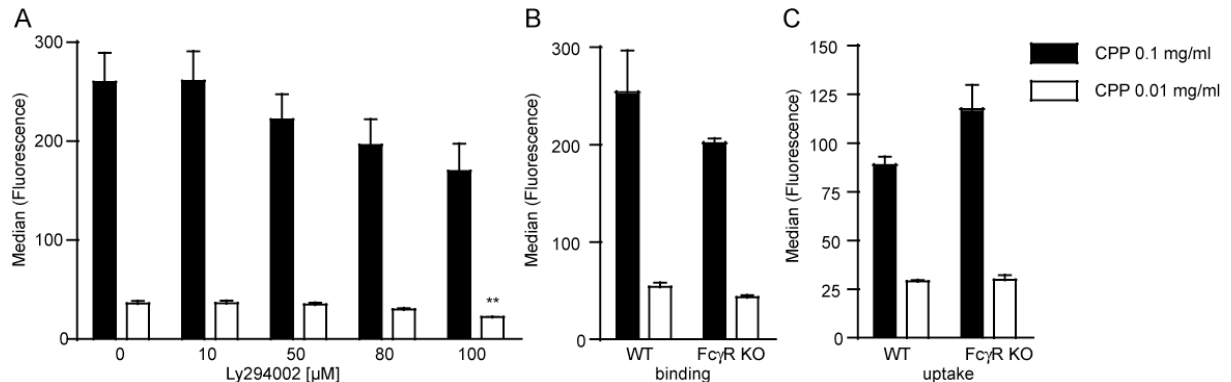 A
Median (Fluorescence)
300
200
100
0
**
0 10 50 80 100
Ly294002 [µM]
B
Median (Fluorescence)
300
200
100
0
WT FcγR KO
binding
C
Median (Fluorescence)
150
125
100
75
50
25
0
WT FcγR KO
uptake
CPP 0.1 mg/ml
CPP 0.01 mg/ml